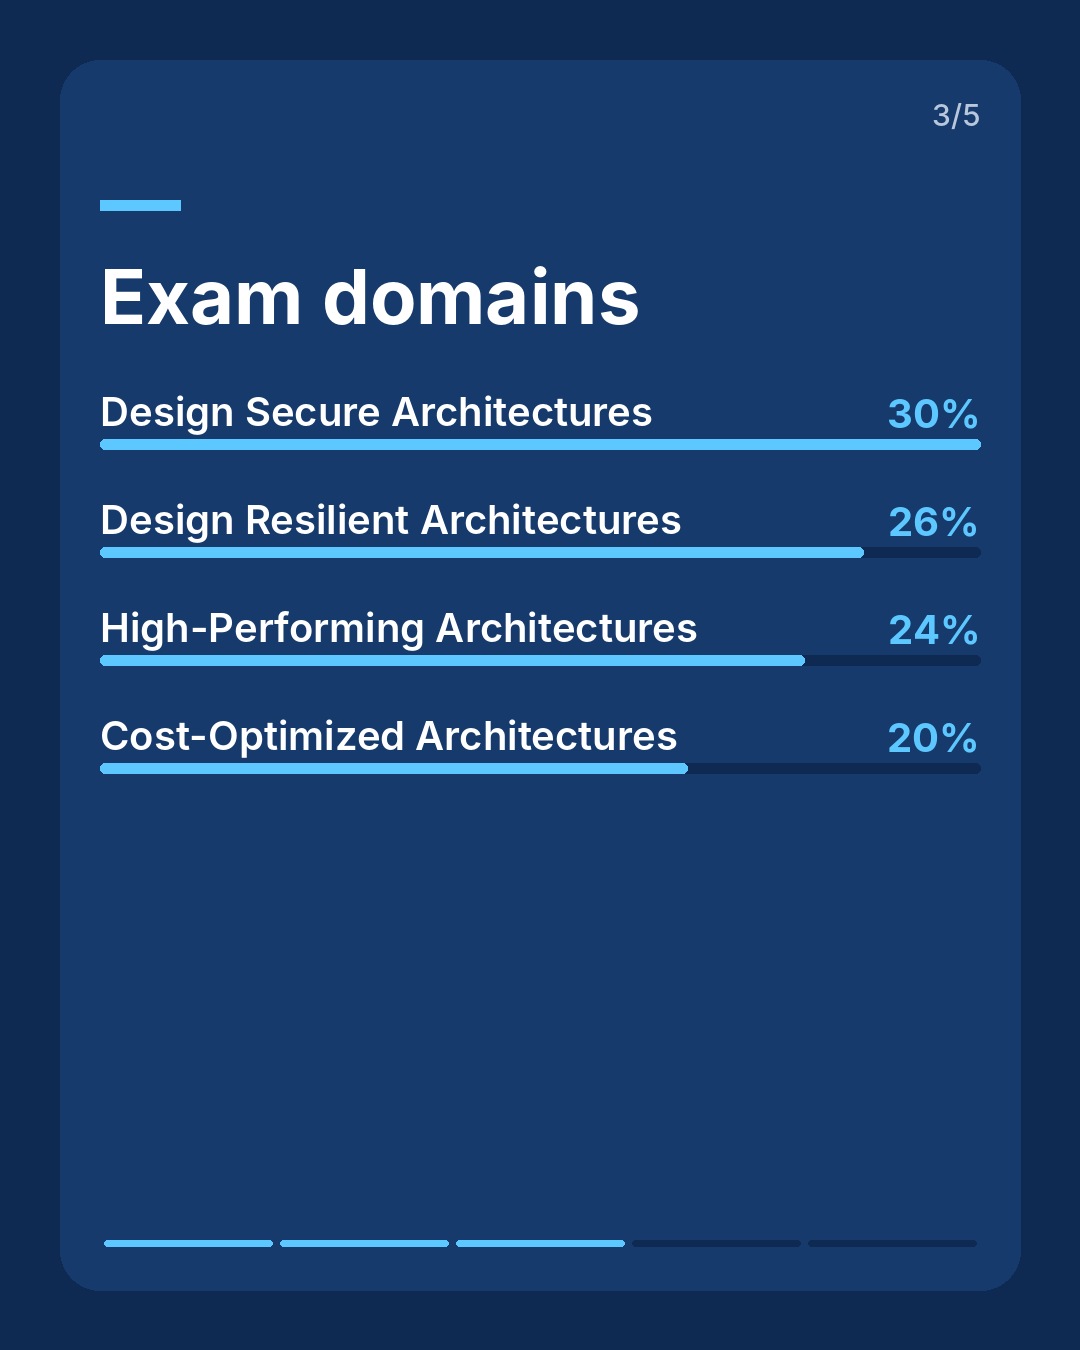 3/5
Exam domains
Design Secure Architectures 30%
Design Resilient Architectures 26%
High-Performing Architectures 24%
Cost-Optimized Architectures 20%